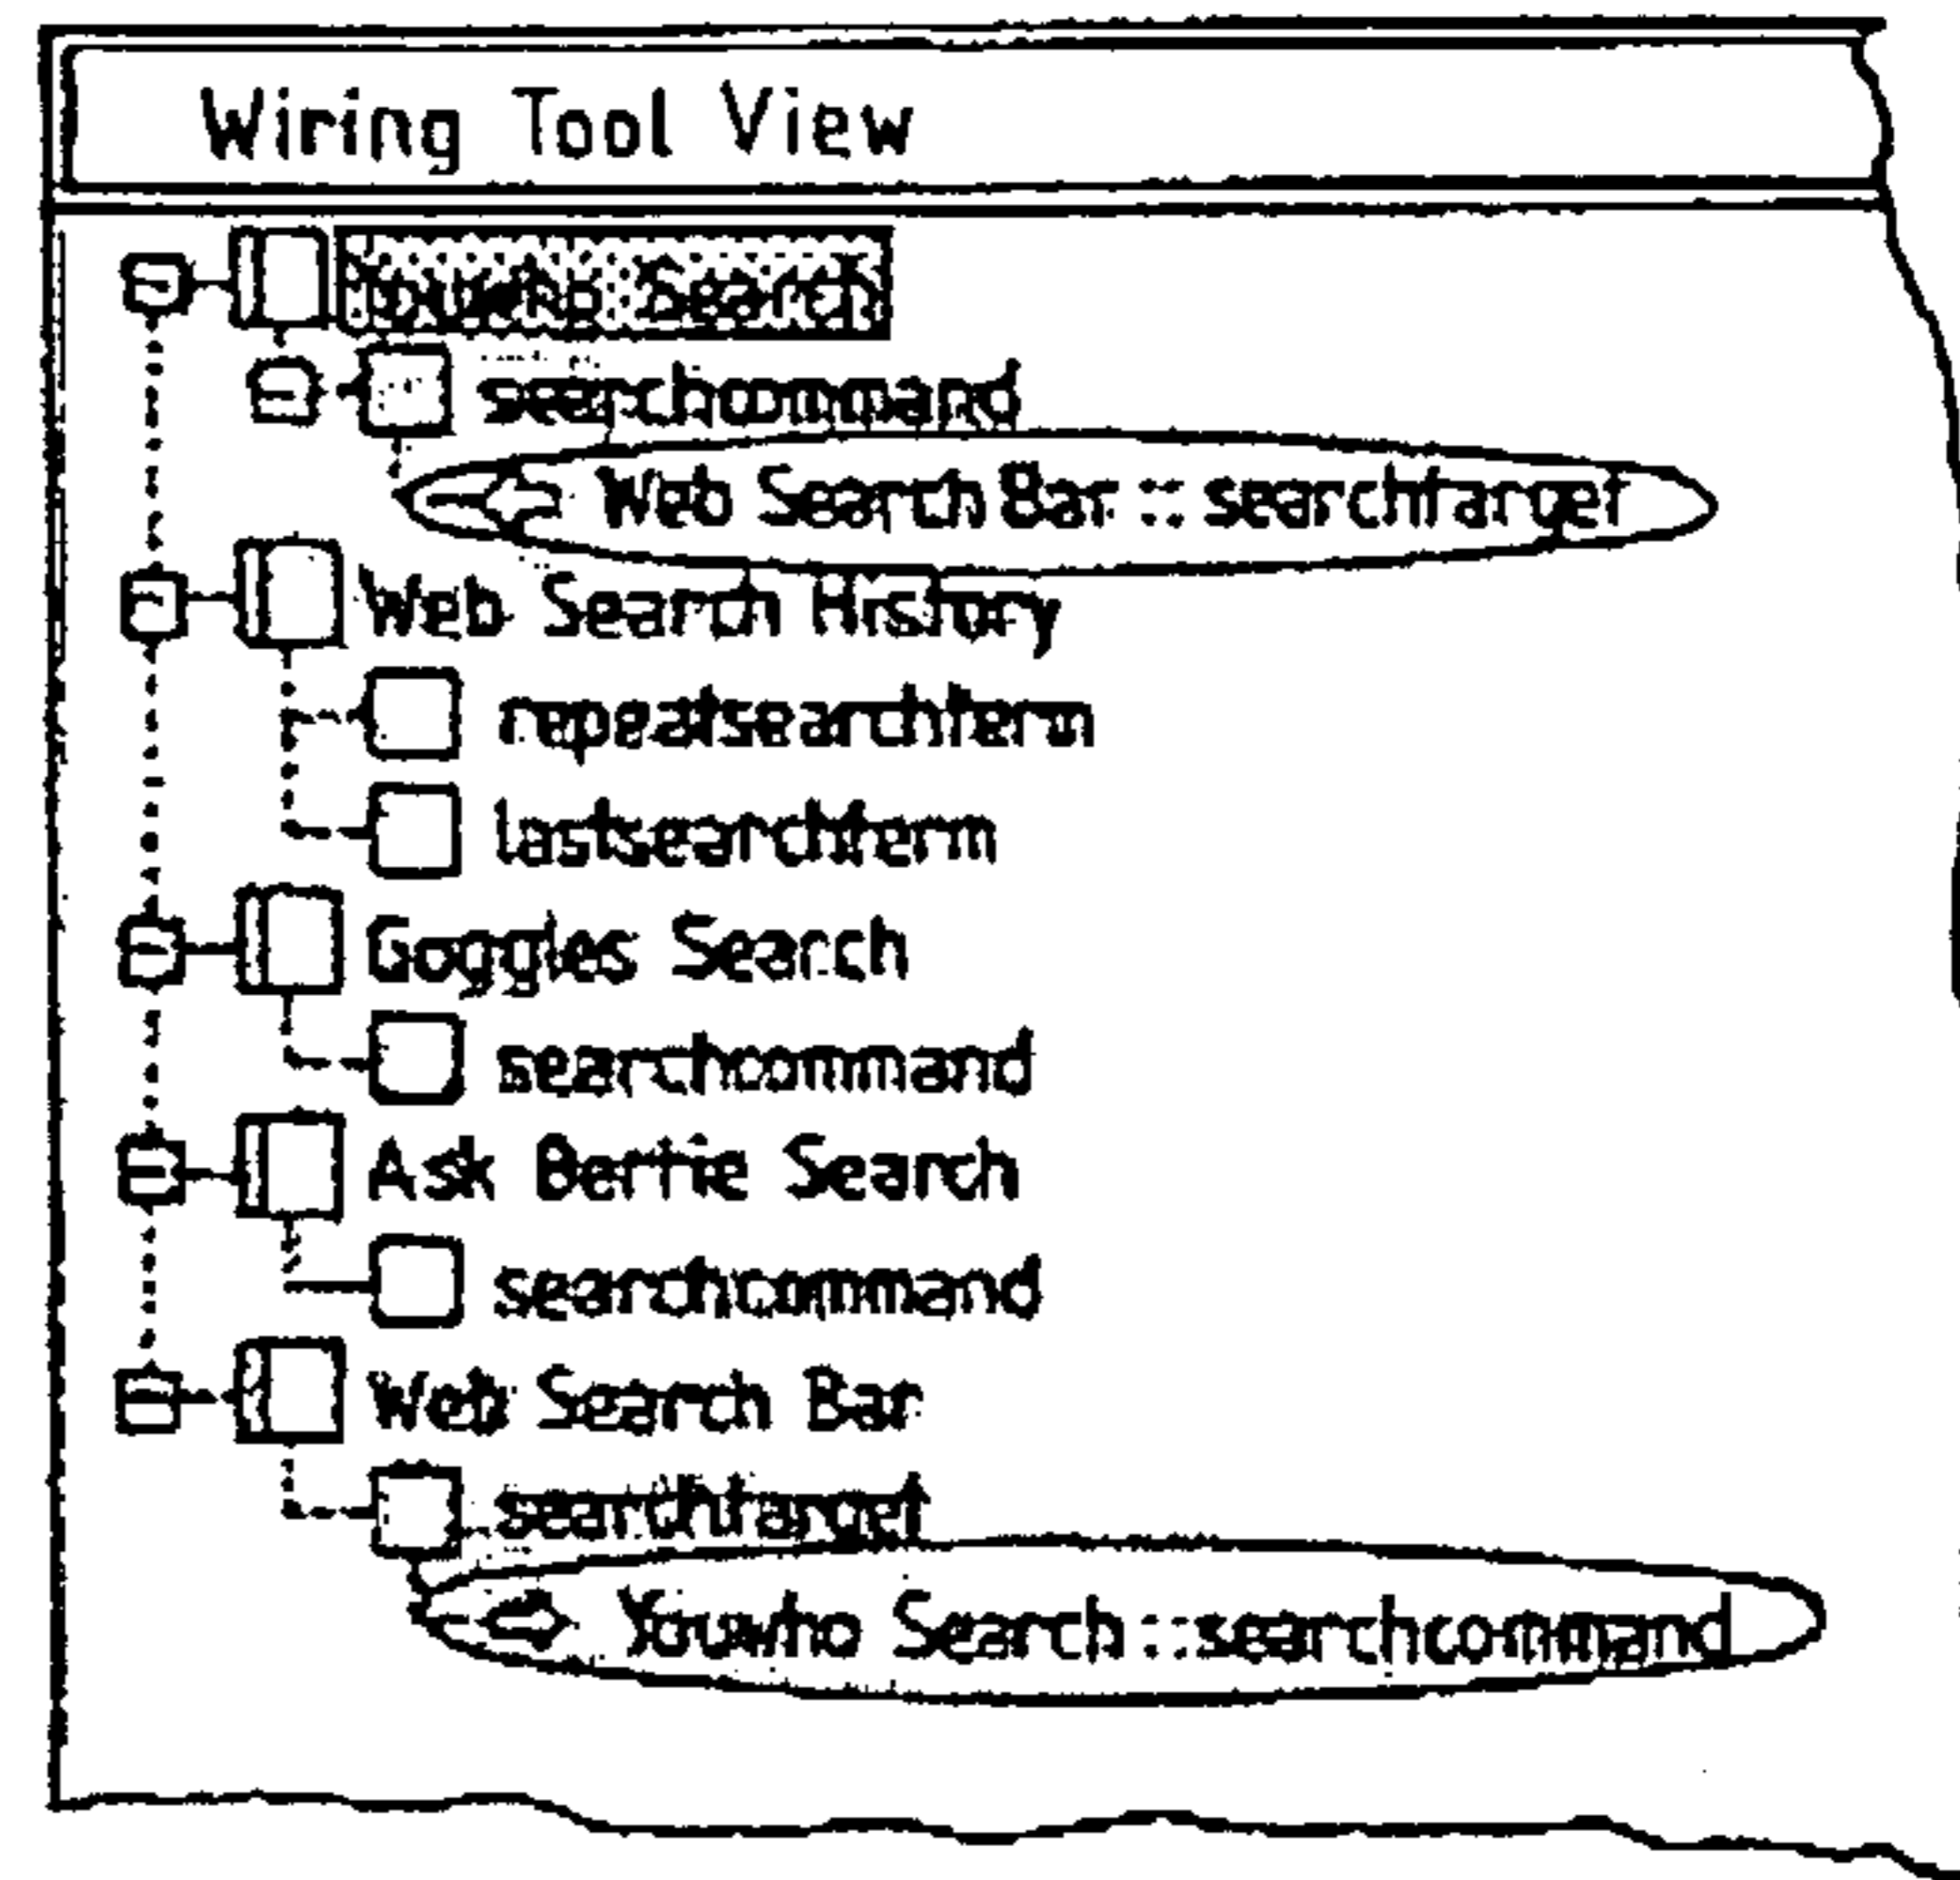 Wiring Tool View
Youwho Search
searchcommand
Web Search Bar :: searchtarget
Web Search History
repeatsearchterm
lastsearchterm
Goggles Search
searchcommand
Ask Bertie Search
searchcommand
Web Search Bar
searchtarget
Youwho Search ::searchcommand